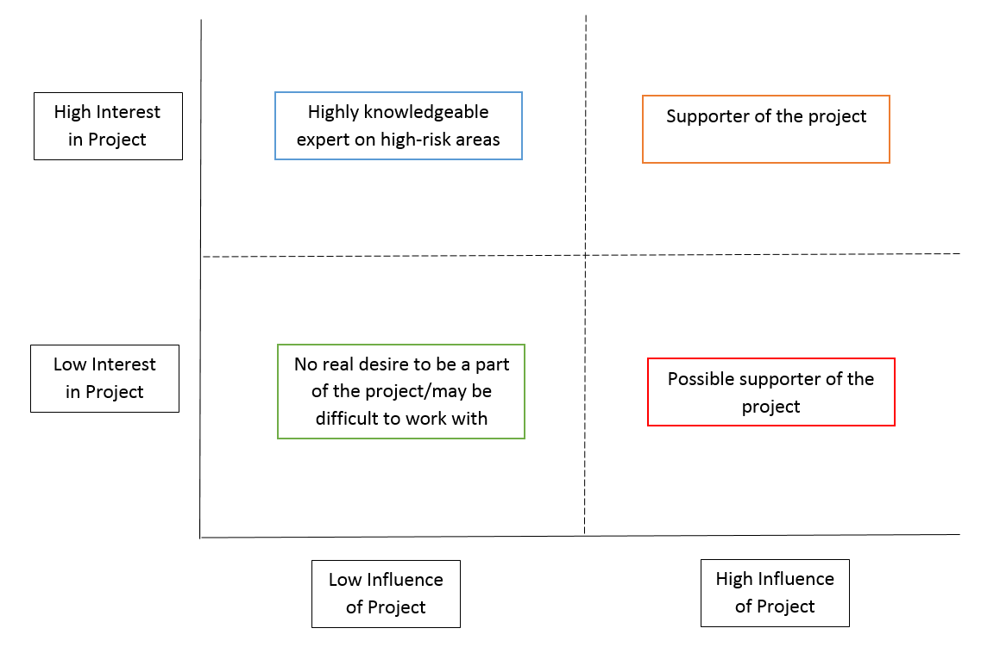 High Interest
in Project
Highly knowledgeable
expert on high-risk areas
Supporter of the project
Low Interest
in Project
No real desire to be a part
of the project/may be
difficult to work with
Possible supporter of the
project
Low Influence
of Project
High Influence
of Project